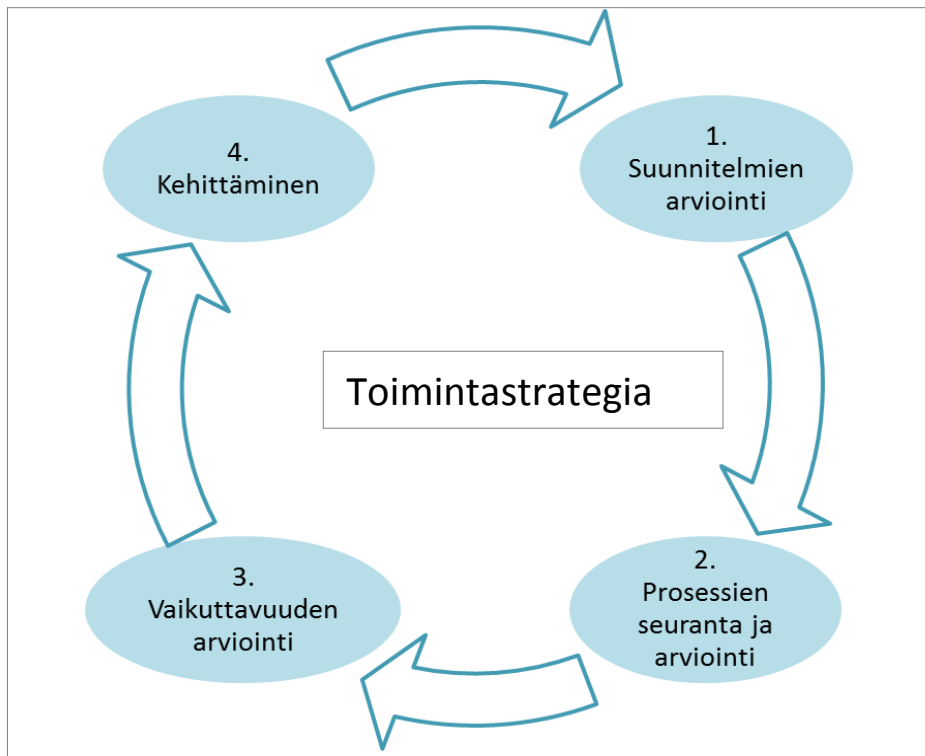 1.
Suunnitelmien
arviointi
2.
Prosessien
seuranta ja
arviointi
3.
Vaikuttavuuden
arviointi
4.
Kehittäminen
Toimintastrategia